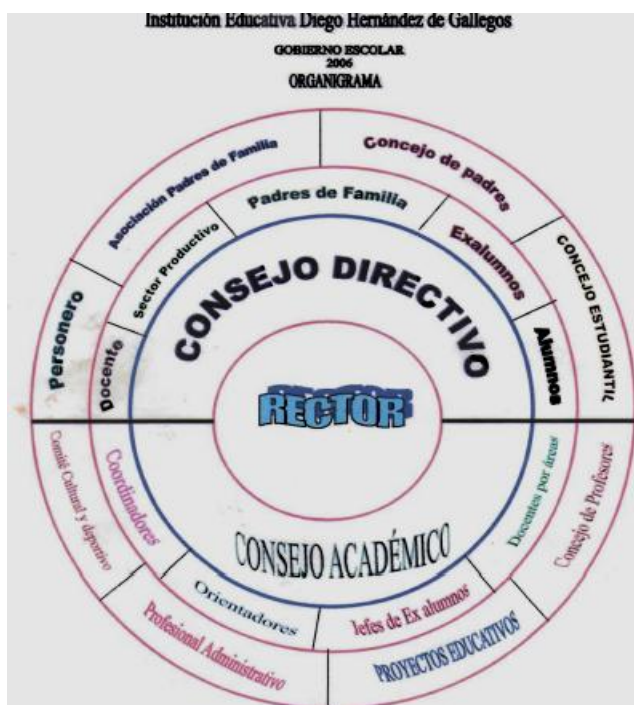 Institución Educativa Diego Hernández de Gallegos
GOBIERNO ESCOLAR
2006
ORGANIGRAMA
Asociación Padres de Familia
Concejo de padres
Personero
CONCEJO ESTUDIANTIL
Docente
Sector Productivo
Padres de Familia
Exalumnos
Alumnos
CONSEJO DIRECTIVO
RECTOR
CONSEJO ACADÉMICO
Coordinadores
Orientadores
Jefes de Ex alumnos
Docentes por áreas
Comité Cultural y deportivo
Profesional Administrativo
PROYECTOS EDUCATIVOS
Concejo de Profesores